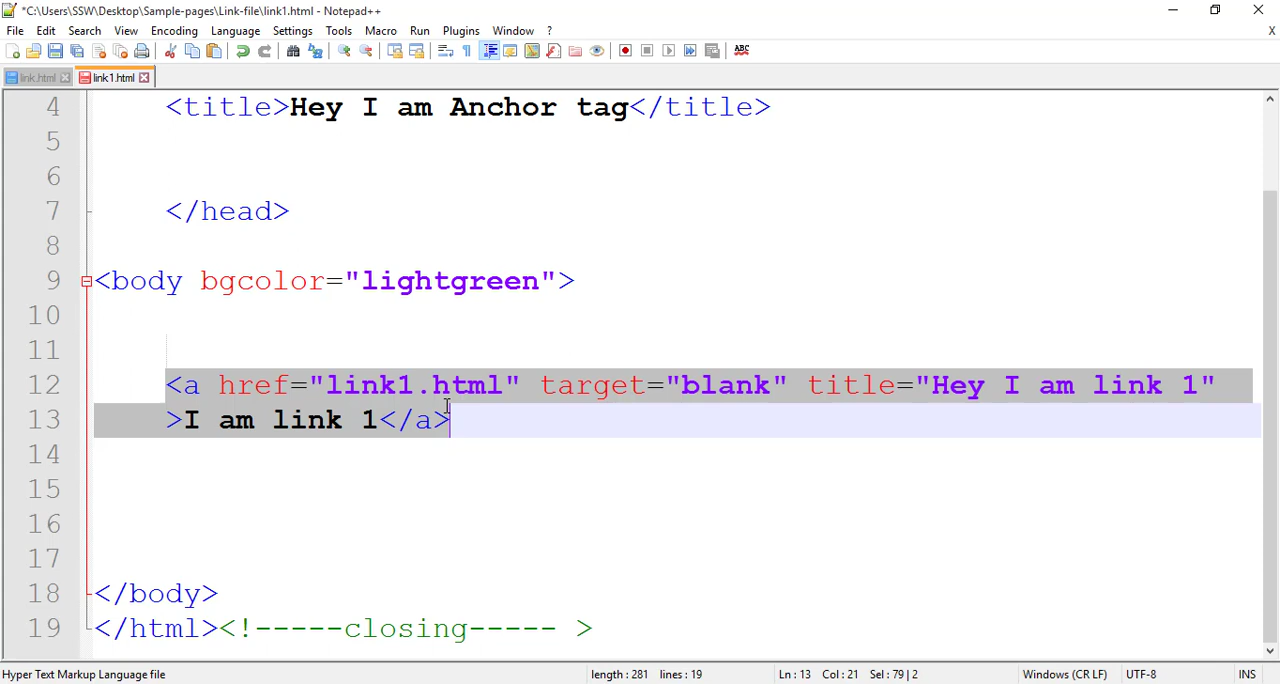 *C:\Users\SSW\Desktop\Sample-pages\Link-file\link1.html - Notepad++
File Edit Search View Encoding Language Settings Tools Macro Run Plugins Window ? X
ABC
link.html link1.html
4 <title>Hey I am Anchor tag</title>
5
6
7 </head>
8
9 <body bgcolor="lightgreen">
10
11
12 <a href="link1.html" target="blank" title="Hey I am link 1"
13 >I am link 1</a>
14
15
16
17
18 </body>
19 </html><!-----closing----- >
Hyper Text Markup Language file length : 281 lines : 19 Ln : 13 Col : 21 Sel : 79 | 2 Windows (CR LF) UTF-8 INS